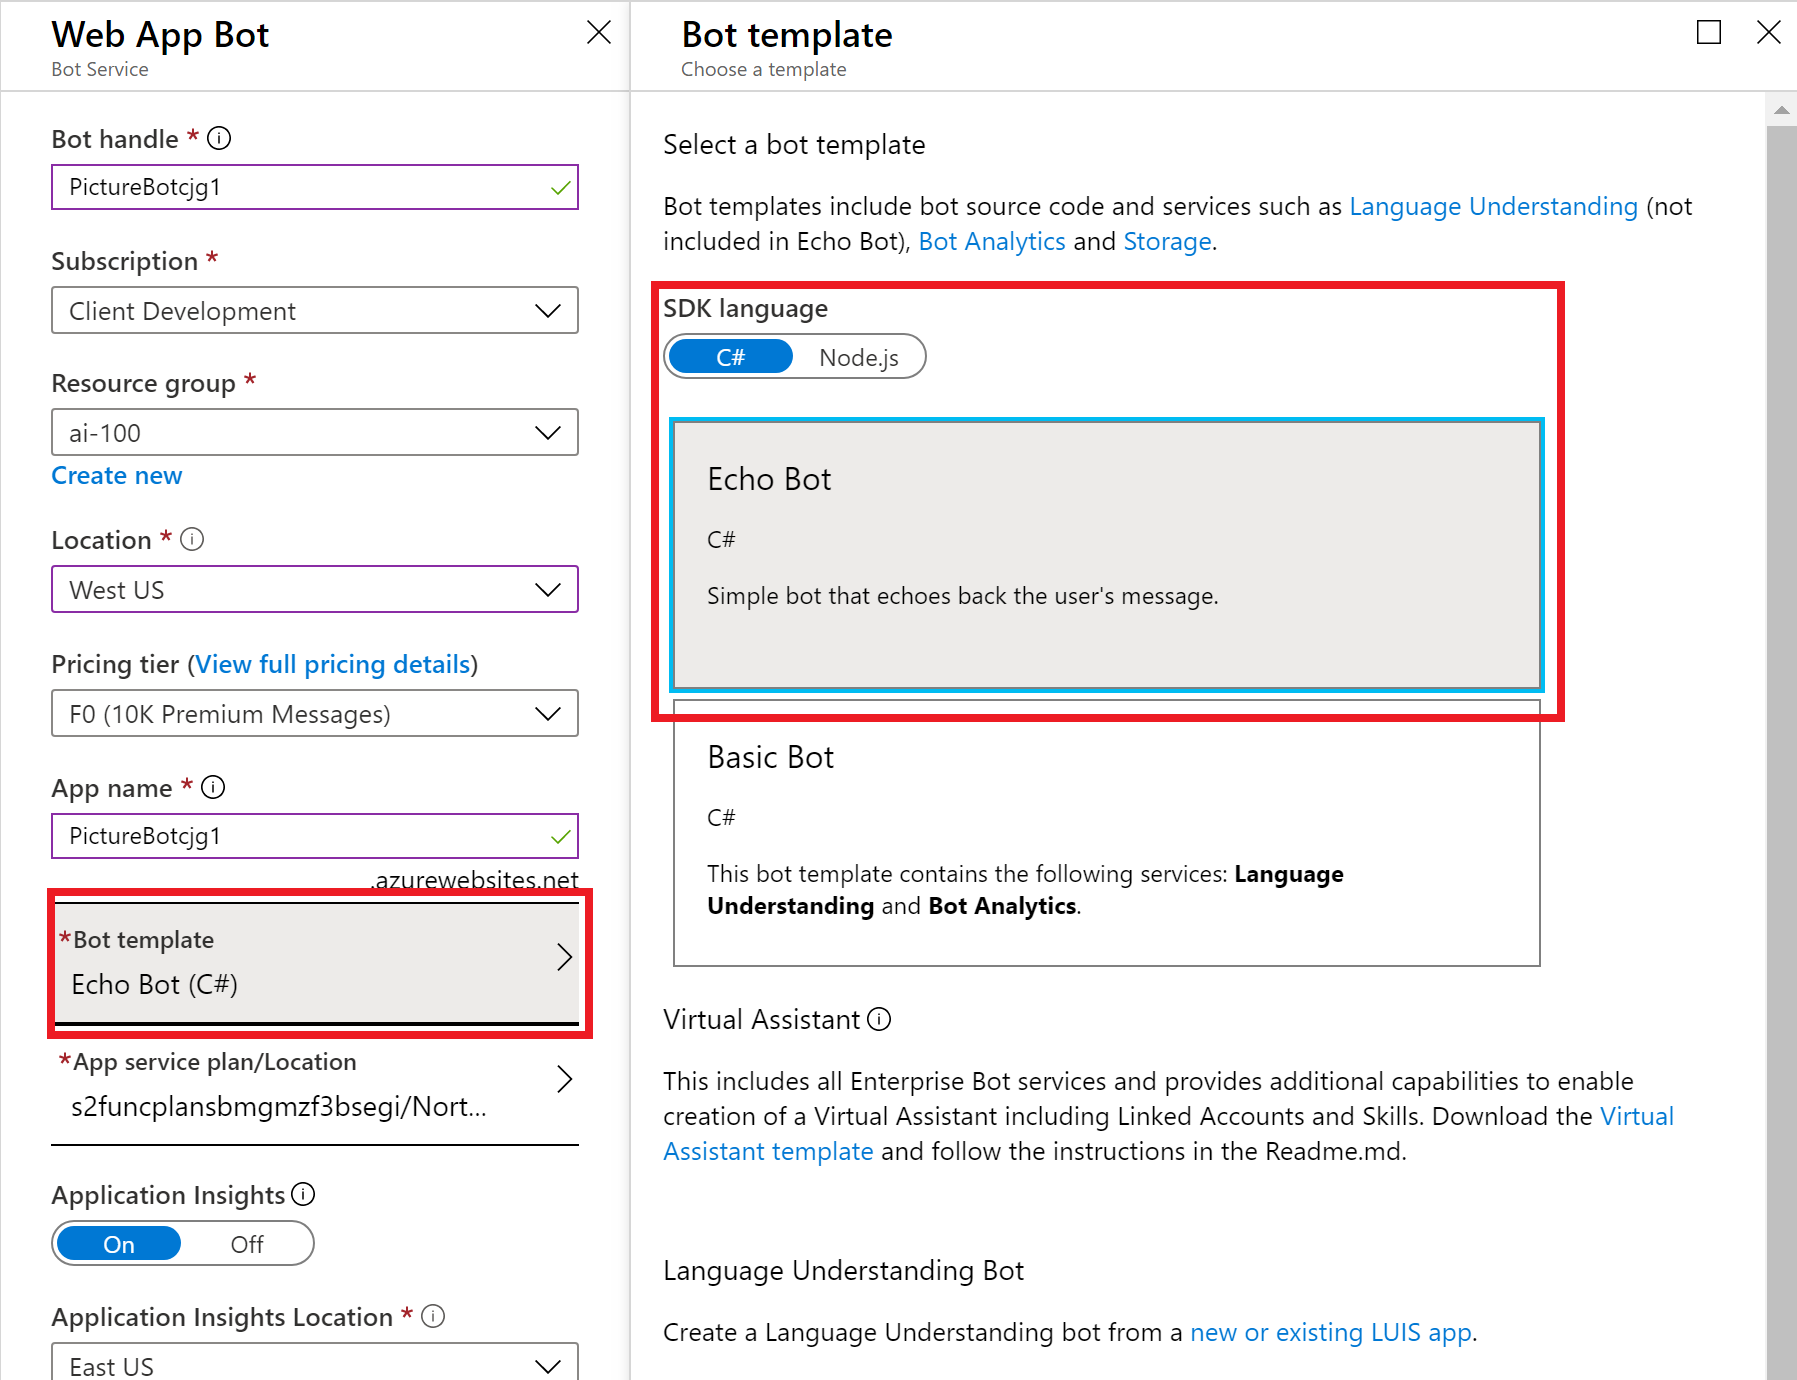 Web App Bot
Bot Service
Bot handle *
PictureBotcjg1
Subscription *
Client Development
Resource group *
ai-100
Create new
Location *
West US
Pricing tier (View full pricing details)
F0 (10K Premium Messages)
App name *
PictureBotcjg1
.azurewebsites.net
*Bot template
Echo Bot (C#)
*App service plan/Location
s2funcplansbmgmzf3bsegi/Nort...
Application Insights
On Off
Application Insights Location *
East US
Bot template
Choose a template
Select a bot template
Bot templates include bot source code and services such as Language Understanding (not
included in Echo Bot), Bot Analytics and Storage.
SDK language
C# Node.js
Echo Bot
C#
Simple bot that echoes back the user's message.
Basic Bot
C#
This bot template contains the following services: Language
Understanding and Bot Analytics.
Virtual Assistant
This includes all Enterprise Bot services and provides additional capabilities to enable
creation of a Virtual Assistant including Linked Accounts and Skills. Download the Virtual
Assistant template and follow the instructions in the Readme.md.
Language Understanding Bot
Create a Language Understanding bot from a new or existing LUIS app.